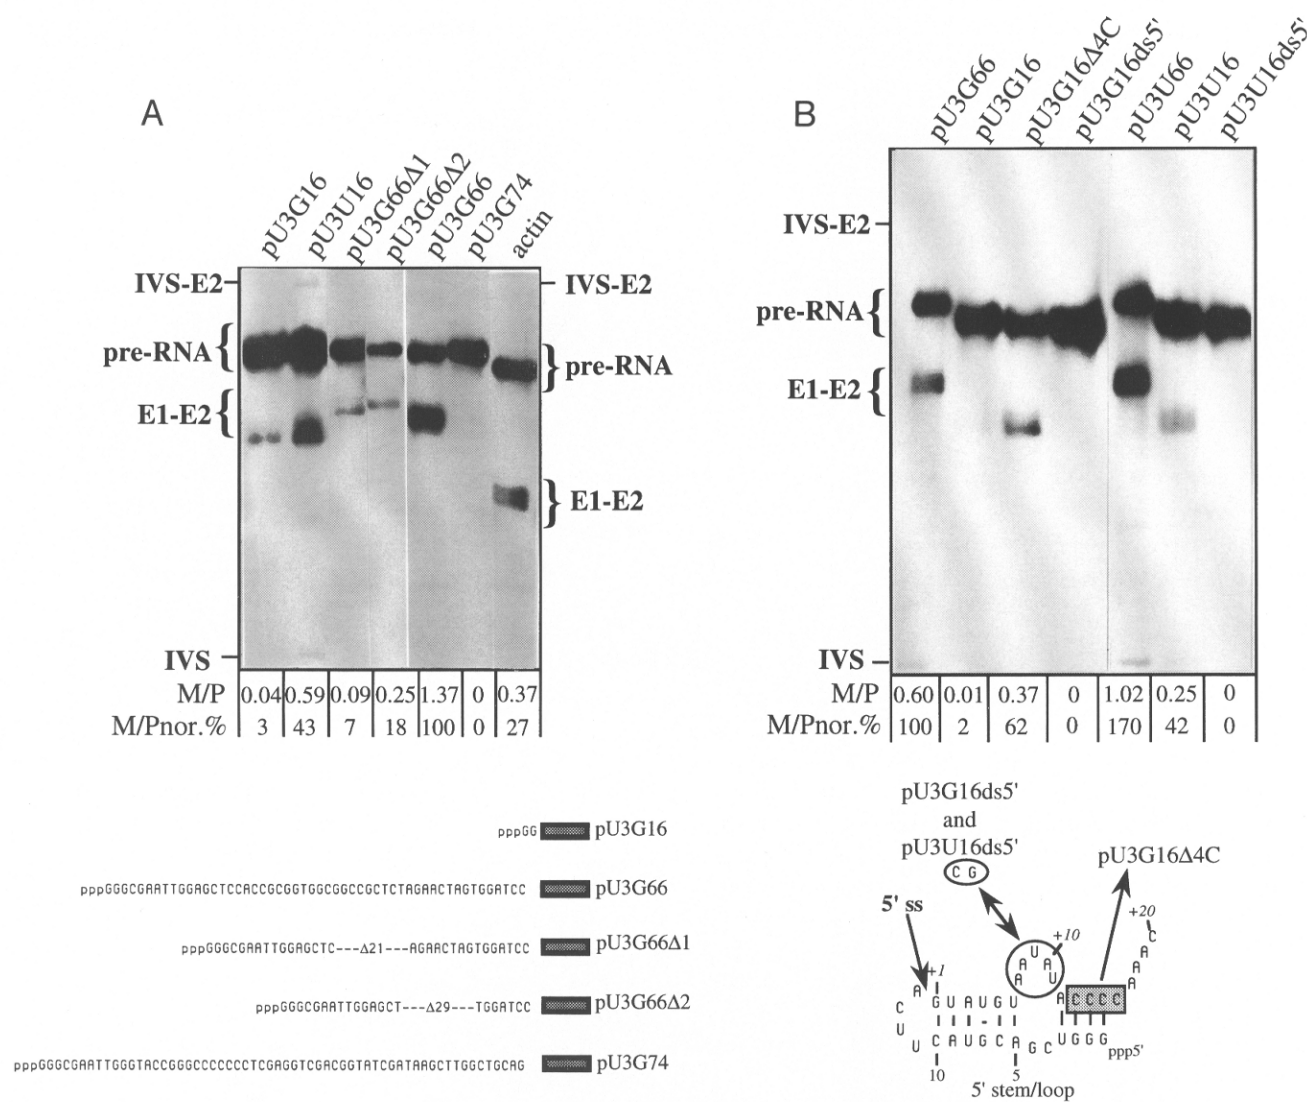 A
pU3G16
pU3U16
pU3G66Δ1
pU3G66Δ2
pU3G66
pU3G74
actin
IVS-E2
IVS-E2
pre-RNA
pre-RNA
E1-E2
E1-E2
IVS
M/P 0.04 0.59 0.09 0.25 1.37 0 0.37
M/Pnor.% 3 43 7 18 100 0 27
pppGG pU3G16
pppGGGCGAATTGGAGCTCCACCGCGGTGGCGGCCGCTCTAGAACTAGTGGATCC pU3G66
pppGGGCGAATTGGAGCTC---Δ21---AGAACTAGTGGATCC pU3G66Δ1
pppGGGCGAATTGGAGCT---Δ29---TGGATCC pU3G66Δ2
pppGGGCGAATTGGGTACCGGGCCCCCCCTCGAGGTCGACGGTATCGATAAGCTTGGCTGCAG pU3G74
B
pU3G66
pU3G16
pU3G16Δ4C
pU3G16ds5'
pU3U66
pU3U16
pU3U16ds5'
IVS-E2
pre-RNA
E1-E2
IVS
M/P 0.60 0.01 0.37 0 1.02 0.25 0
M/Pnor.% 100 2 62 0 170 42 0
pU3G16ds5'
and
pU3U16ds5'
C G
pU3G16Δ4C
5' ss
+1
+10
+20
A G U A U G U A A U A U A C C C C A A A C
C U U C A U G C A G C U G G G ppp5'
10
5
5' stem/loop